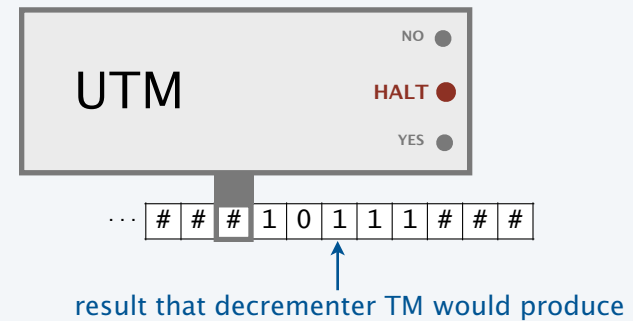 NO
UTM HALT
YES
... # # # 1 0 1 1 1 # # #
result that decrementer TM would produce